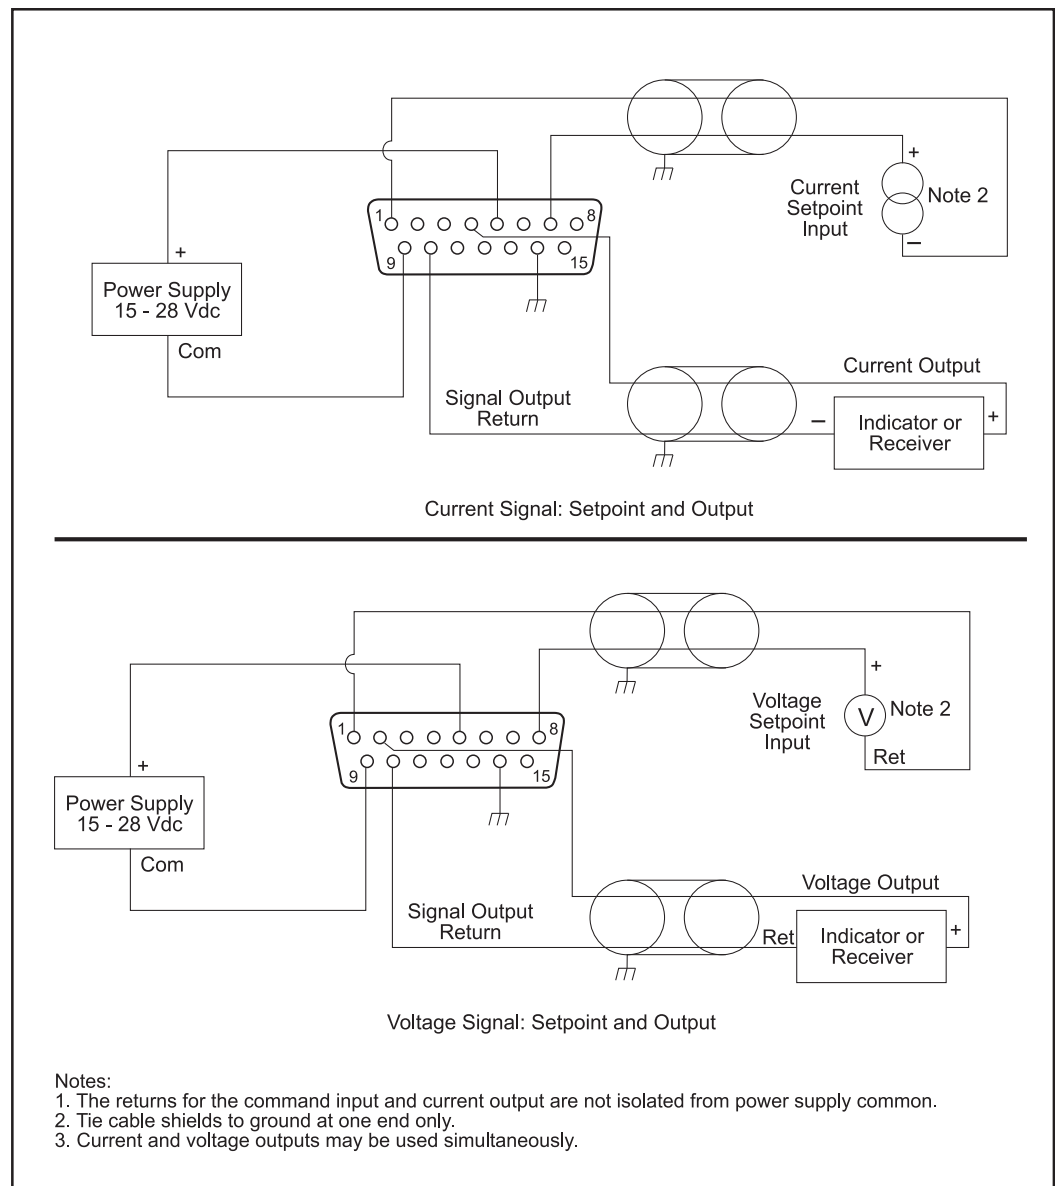 +
Current
Setpoint
Input
Note 2
–
1
8
9
15
+
Power Supply
15 - 28 Vdc
Com
Current Output
Signal Output
Return
–
Indicator or
Receiver
+
Current Signal: Setpoint and Output
+
Voltage
Setpoint
Input
V
Note 2
Ret
1
8
9
15
+
Power Supply
15 - 28 Vdc
Com
Voltage Output
Signal Output
Return
Ret
Indicator or
Receiver
+
Voltage Signal: Setpoint and Output
Notes:
1. The returns for the command input and current output are not isolated from power supply common.
2. Tie cable shields to ground at one end only.
3. Current and voltage outputs may be used simultaneously.